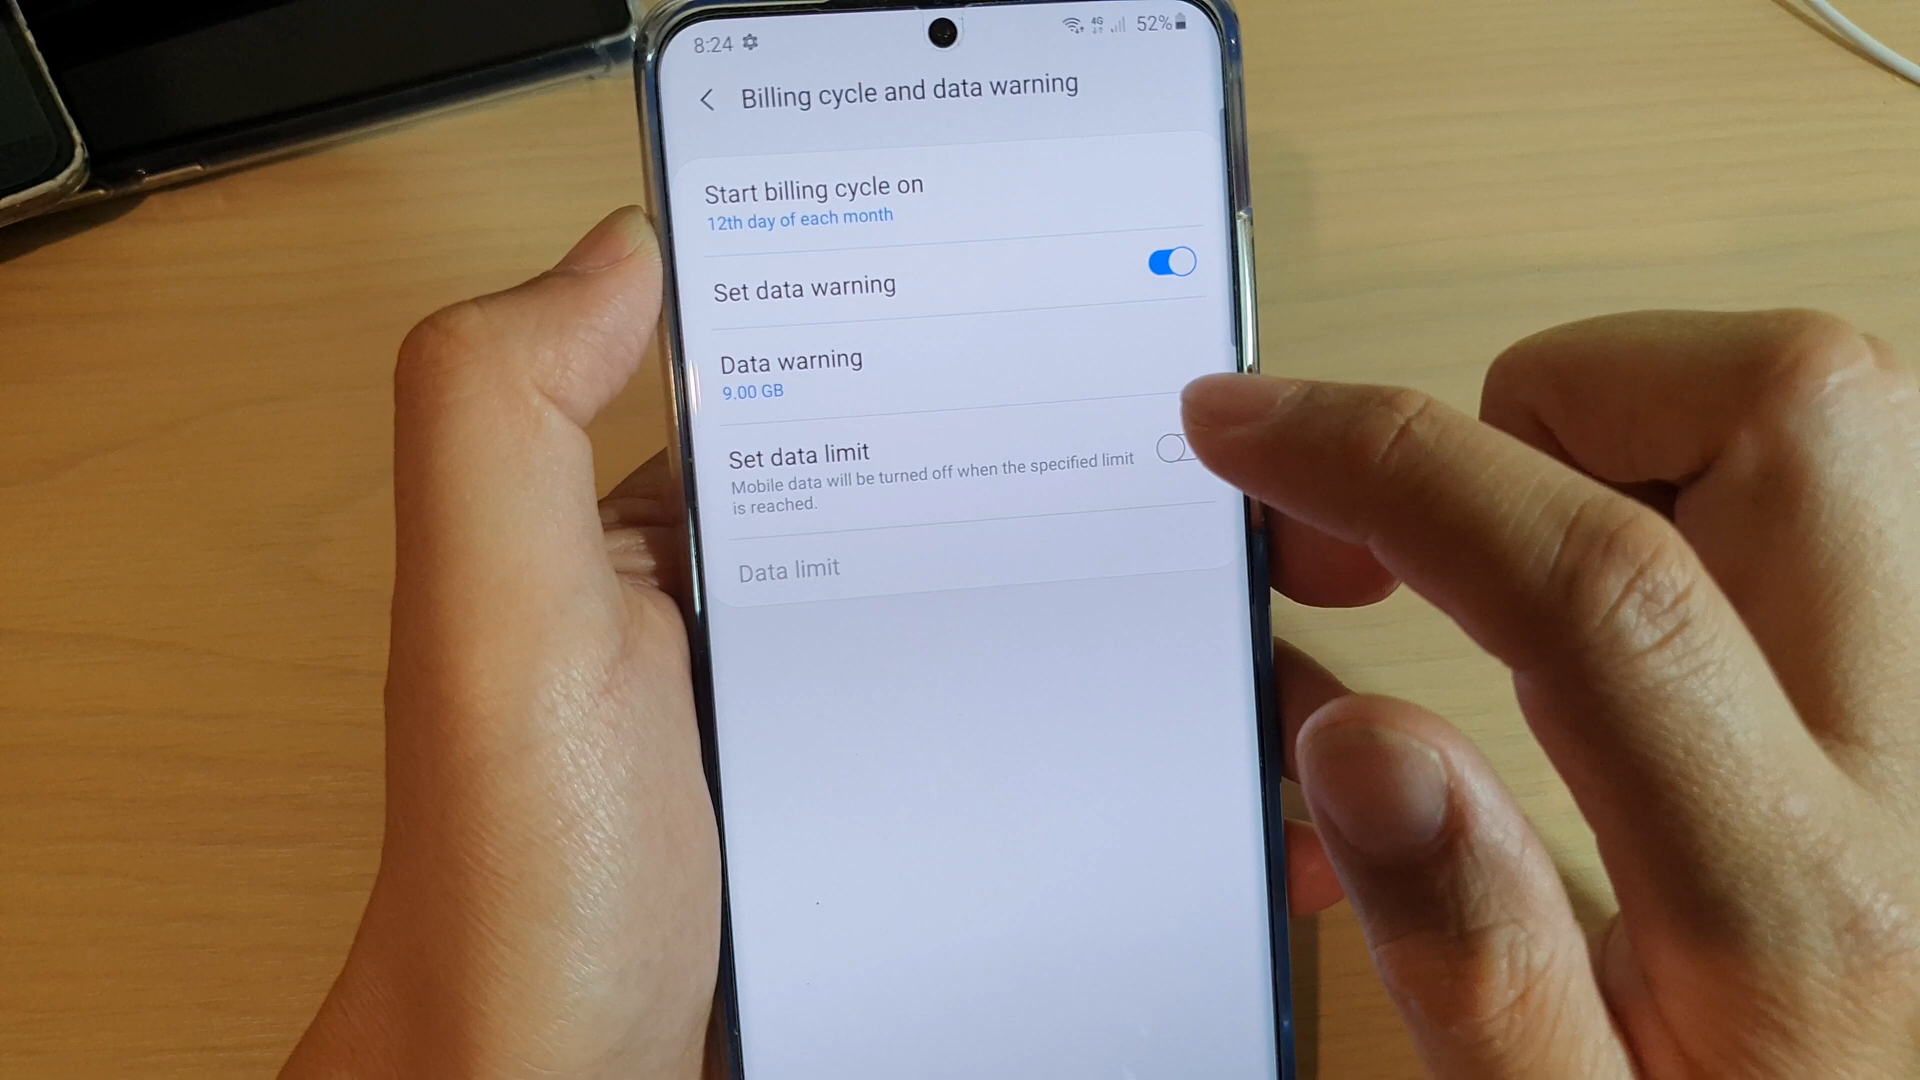 8:24 4G 52%
Billing cycle and data warning
Start billing cycle on
12th day of each month
Set data warning
Data warning
9.00 GB
Set data limit
Mobile data will be turned off when the specified limit
is reached.
Data limit